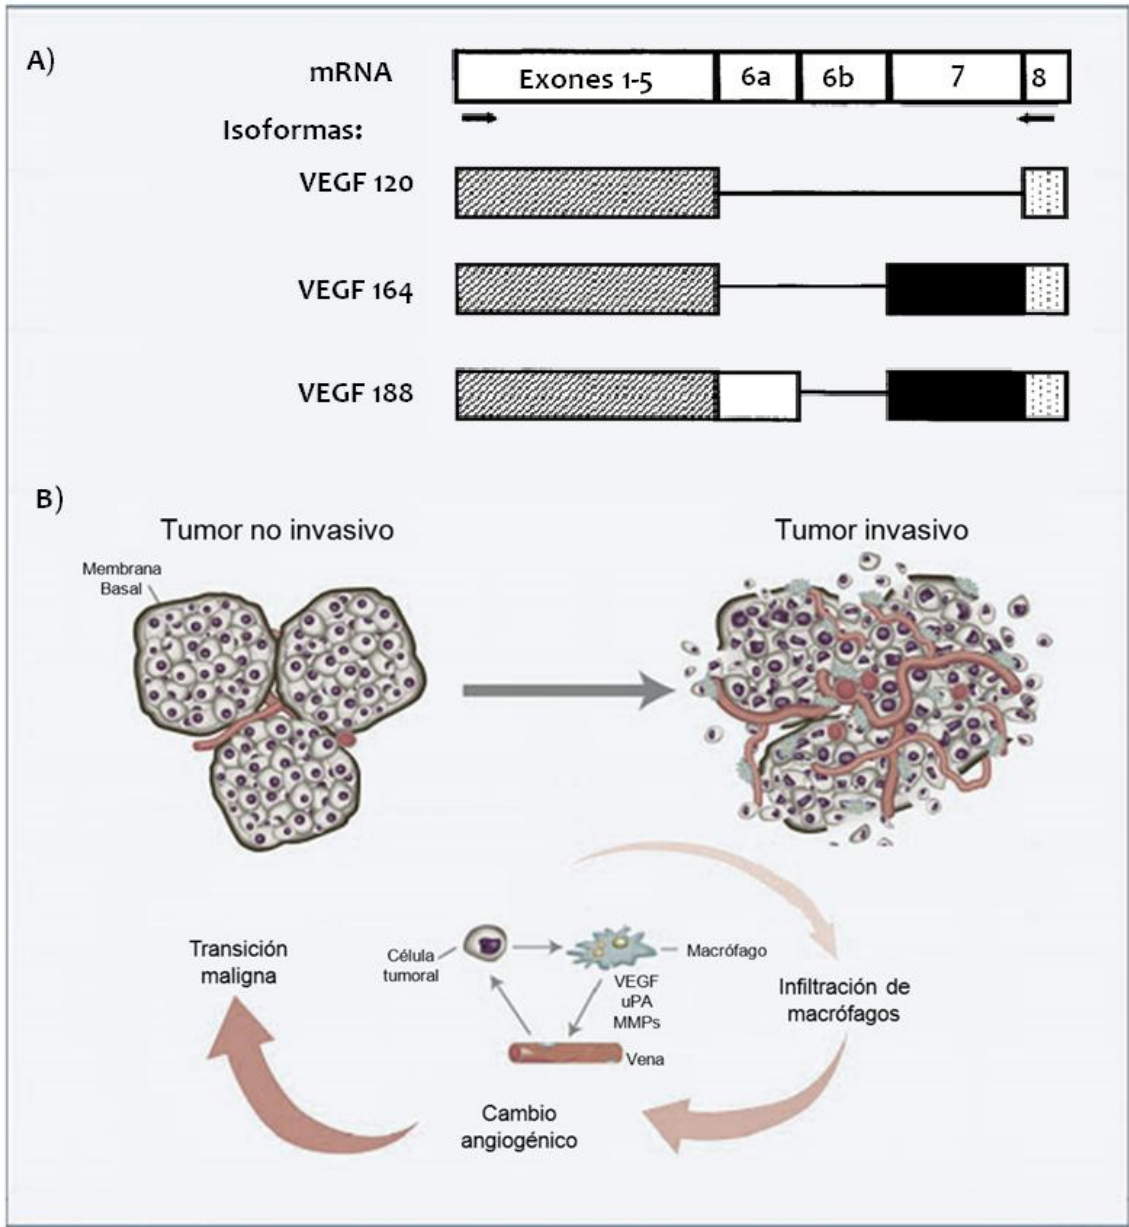 A)
mRNA
Exones 1-5
6a
6b
7
8
Isoformas:
VEGF 120
VEGF 164
VEGF 188
B)
Tumor no invasivo
Tumor invasivo
Membrana
Basal
Transición
maligna
Célula
tumoral
Macrófago
VEGF
uPA
MMPs
Vena
Infiltración de
macrófagos
Cambio
angiogénico